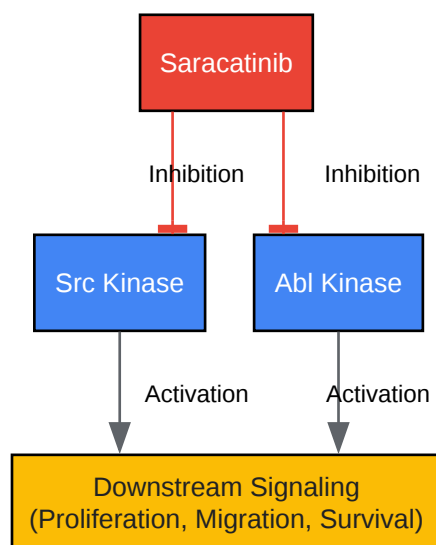 Saracatinib
Inhibition
Inhibition
Src Kinase
Abl Kinase
Activation
Activation
Downstream Signaling
(Proliferation, Migration, Survival)